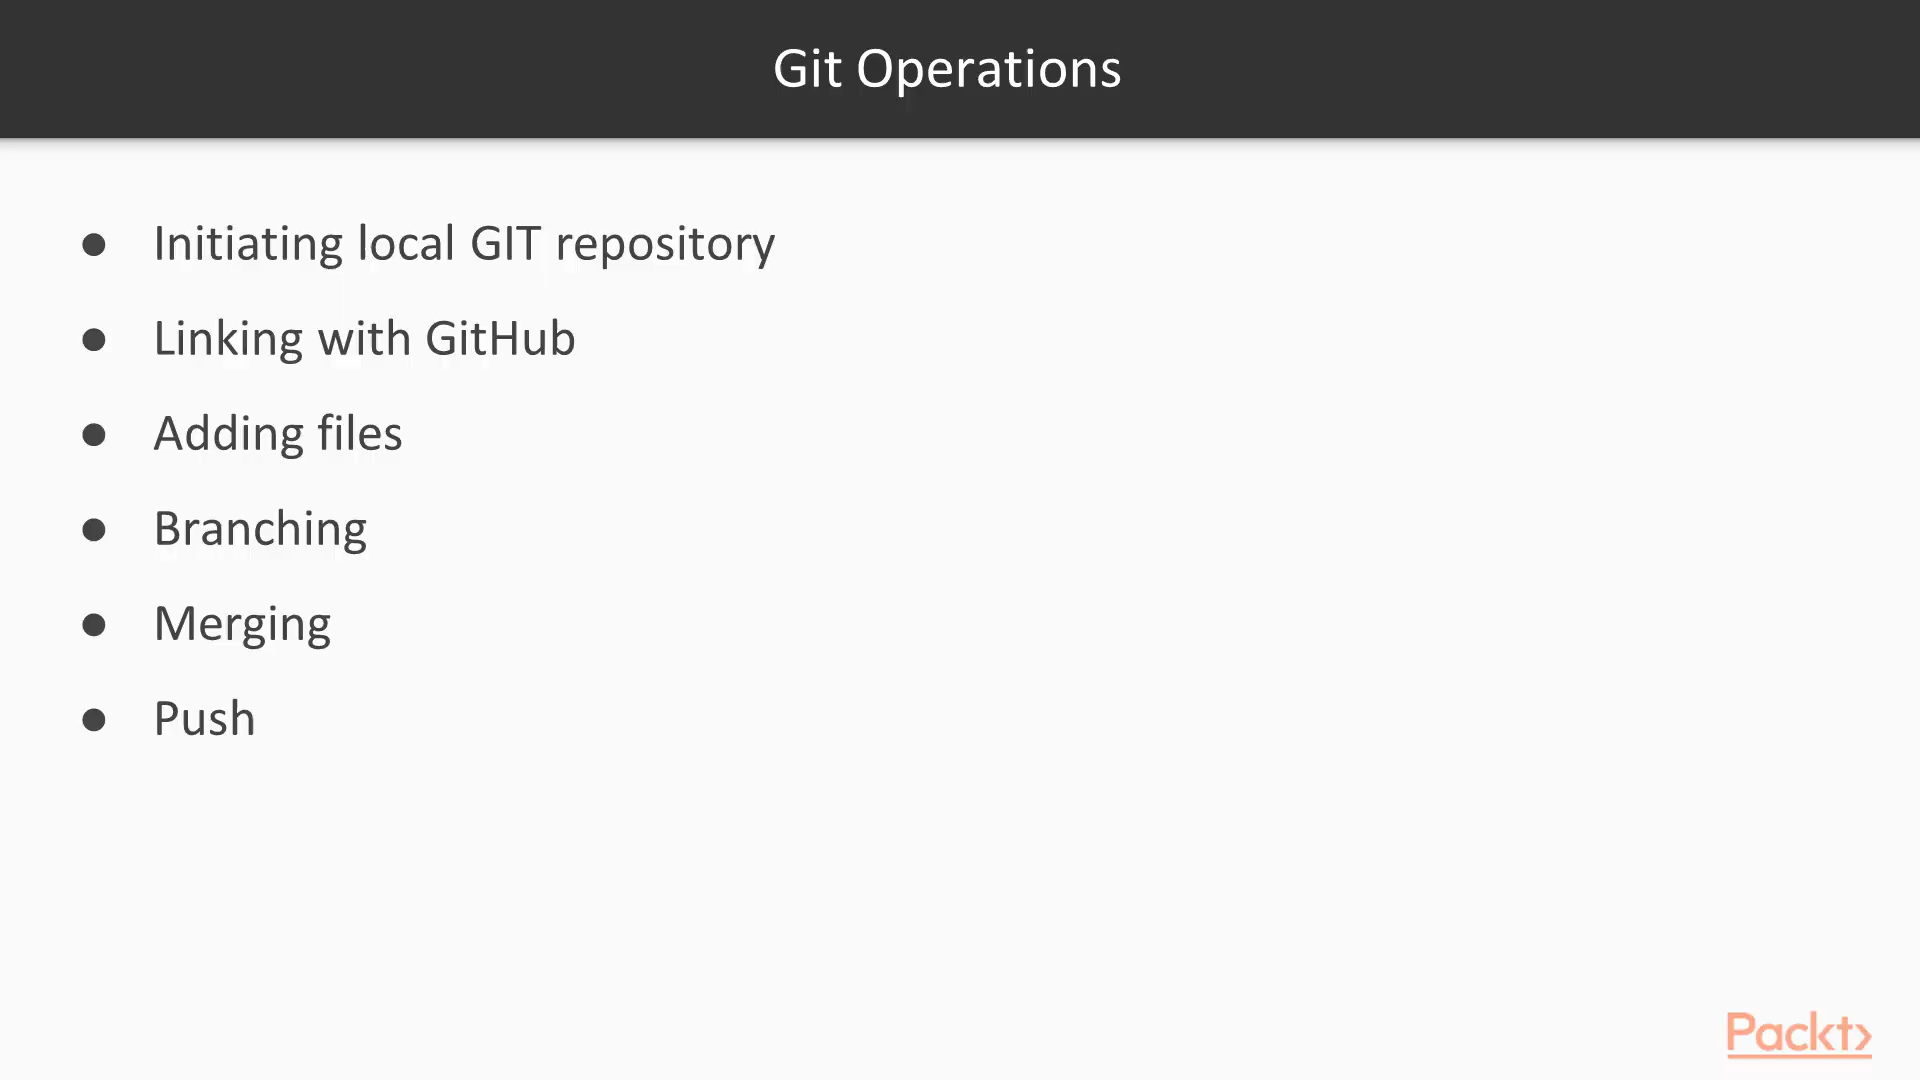 Git Operations
● Initiating local GIT repository
● Linking with GitHub
● Adding files
● Branching
● Merging
● Push
Packt>